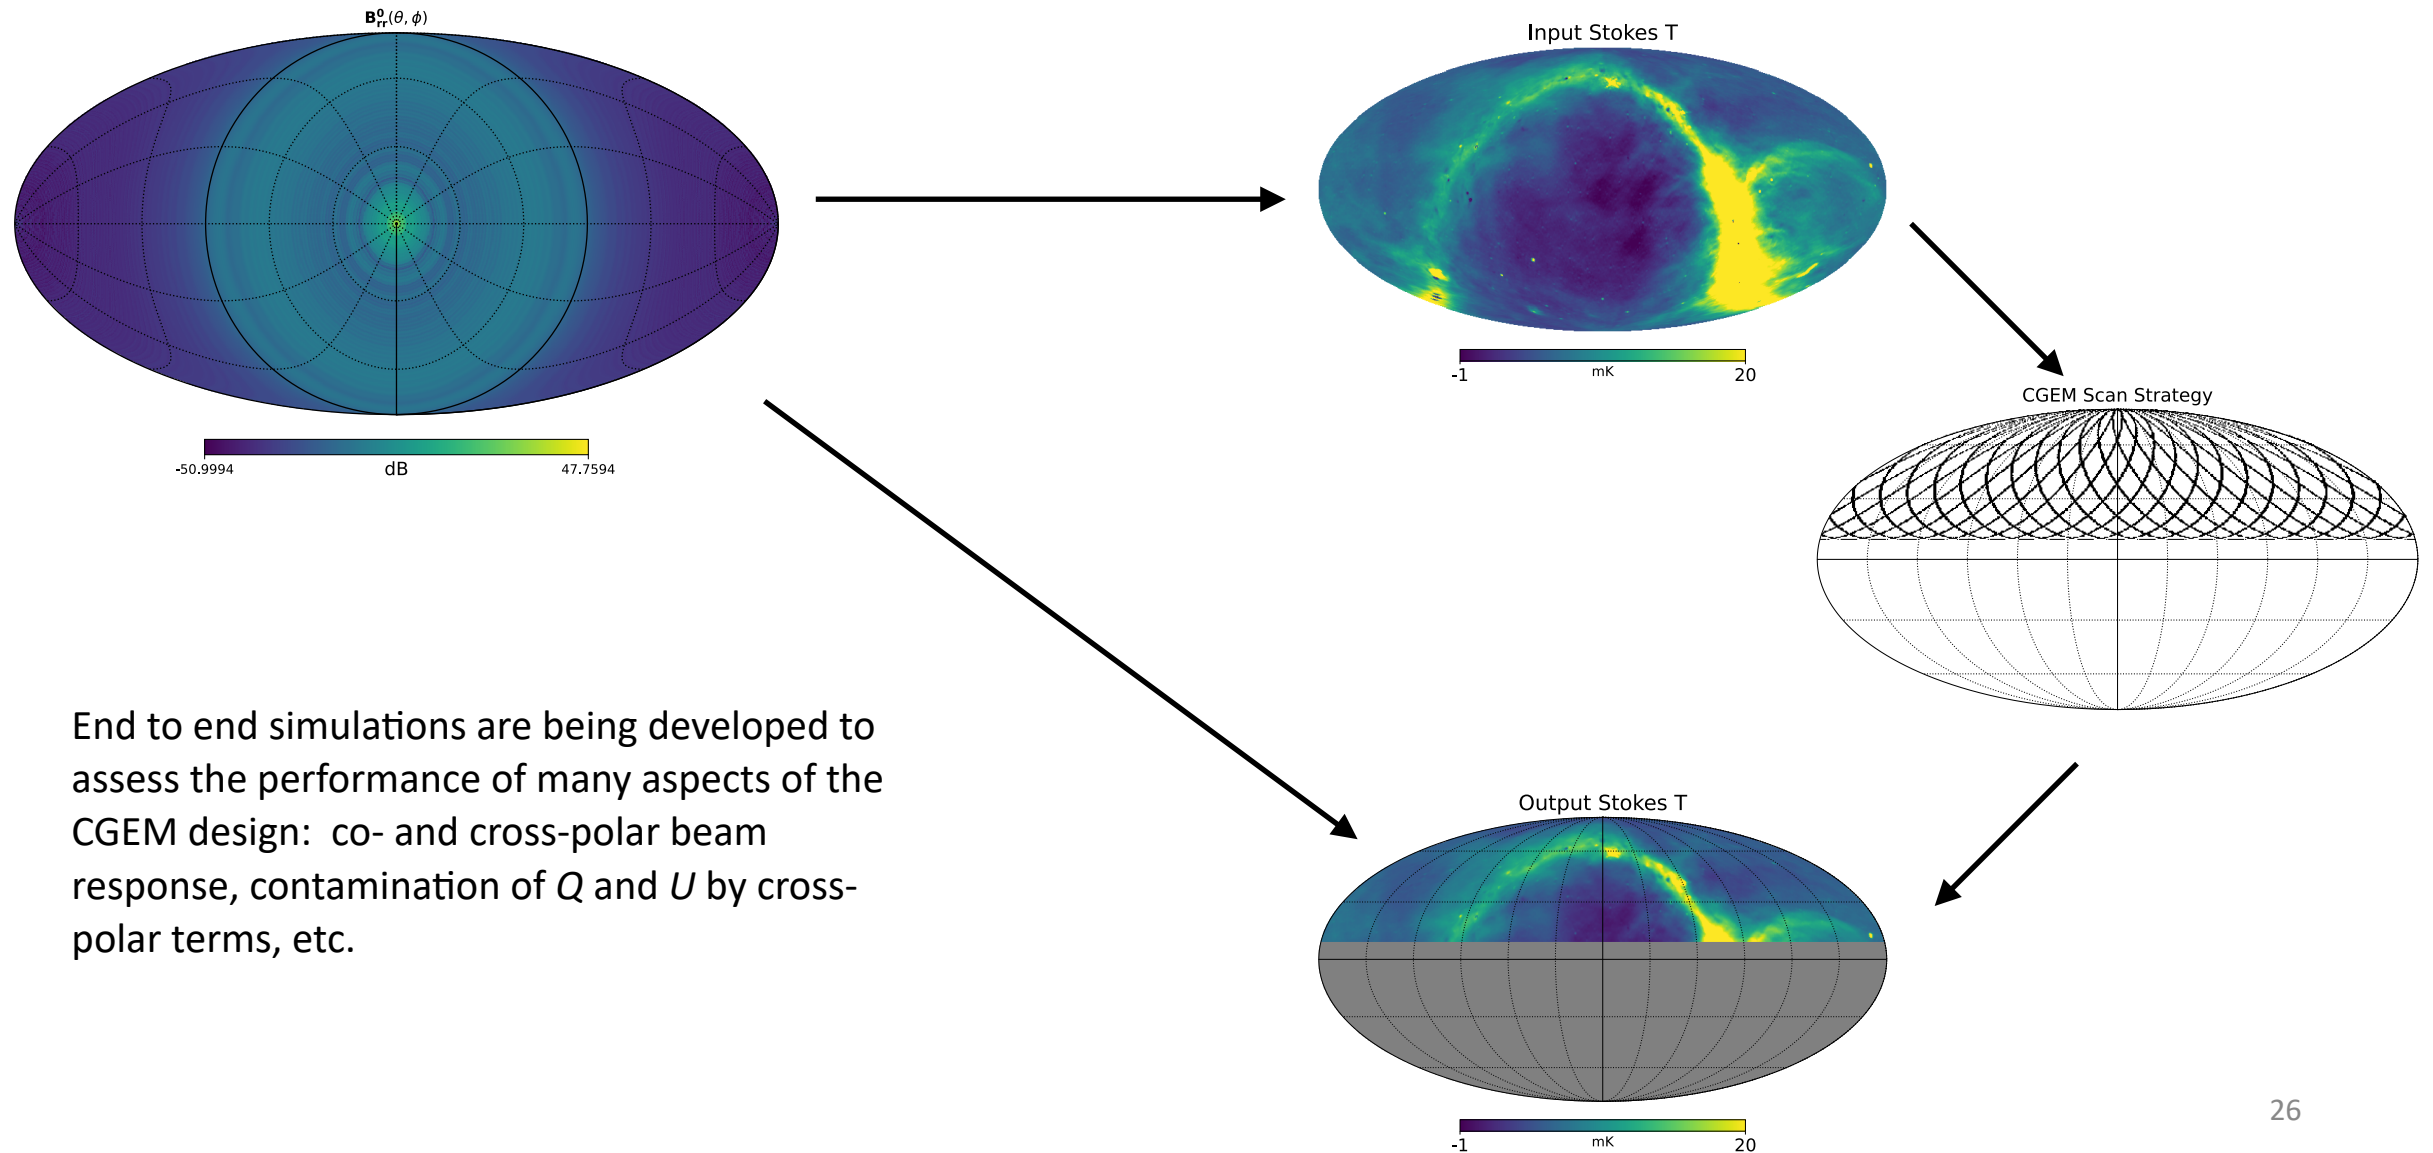 B⁰ᵣᵣ(θ, ϕ)
-50.9994 dB 47.7594
Input Stokes T
-1 mK 20
CGEM Scan Strategy
End to end simulations are being developed to
assess the performance of many aspects of the
CGEM design:  co- and cross-polar beam
response, contamination of Q and U by cross-
polar terms, etc.
Output Stokes T
-1 mK 20
26